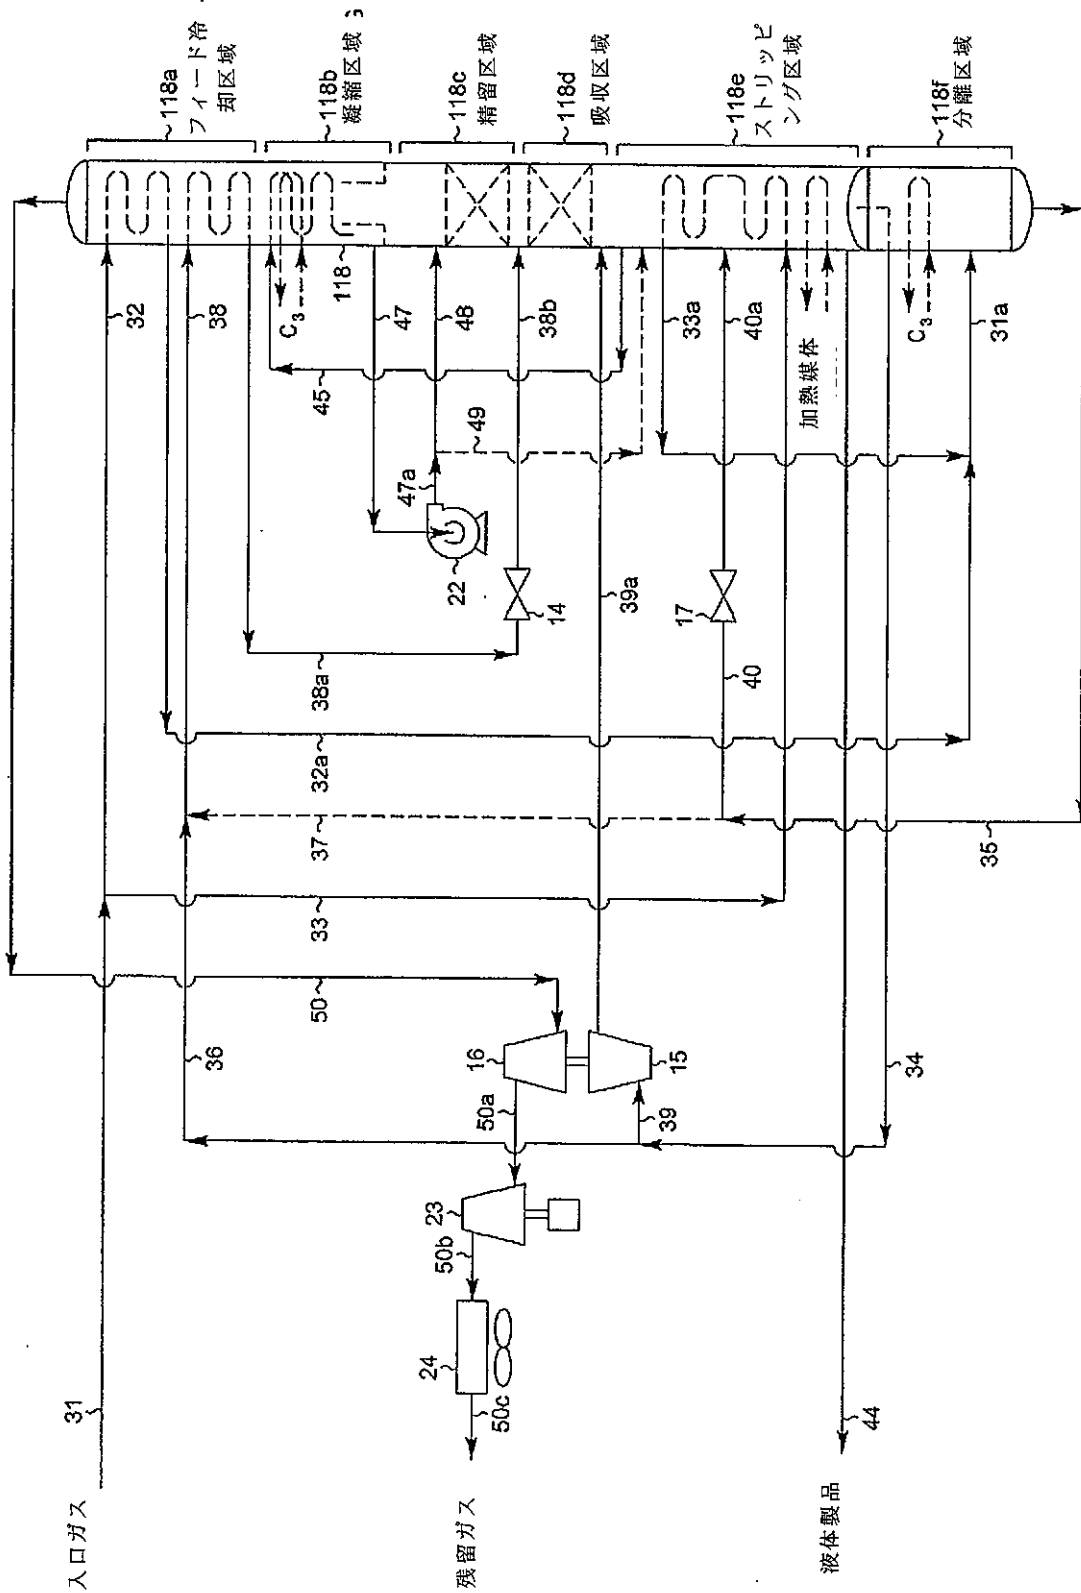 118a
フィード冷
却区域
118b
凝縮区域
118c
精留区域
118d
吸収区域
118e
ストリッピ
ング区域
118f
分離区域
32
38
C3
118
47
48
38b
45
49
47a
22
14
38a
39a
33a
40a
加熱媒体
C3
31a
17
40
32a
37
33
35
50
36
16
15
50a
39
34
23
50b
24
50c
31
44
入口ガス
残留ガス
液体製品